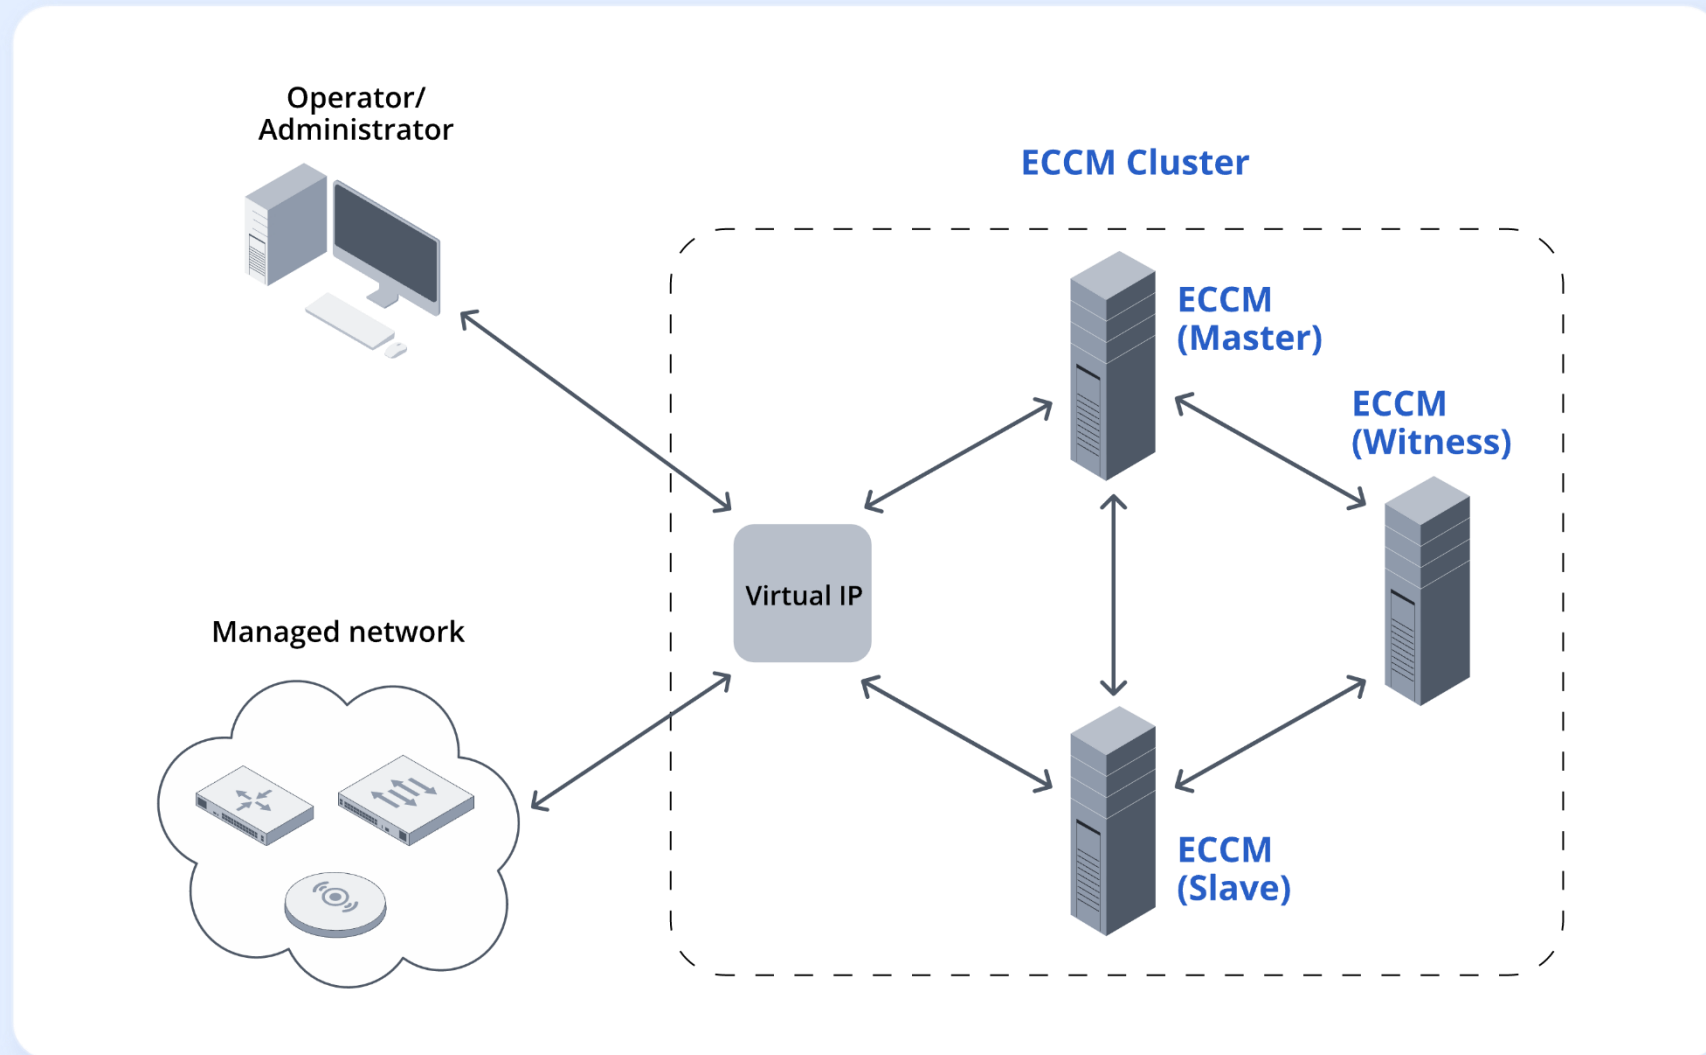 Operator/
Administrator
ECCM Cluster
ECCM
(Master)
ECCM
(Witness)
Virtual IP
Managed network
ECCM
(Slave)